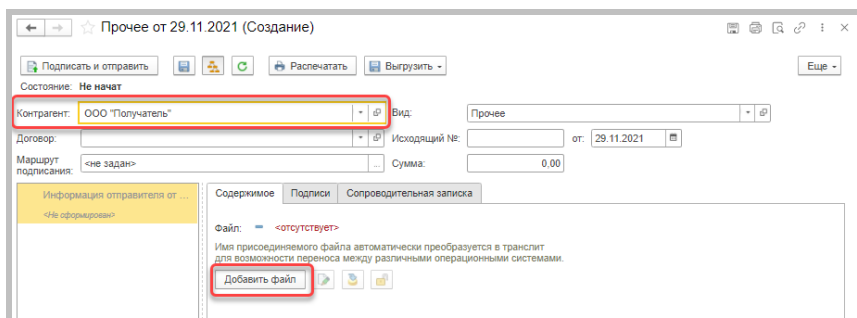 Прочее от 29.11.2021 (Создание)
Подписать и отправить Распечатать Выгрузить Еще
Состояние: Не начат
Контрагент: ООО "Получатель" Вид: Прочее
Договор: Исходящий №: от: 29.11.2021
Маршрут подписания: <не задан> ... Сумма: 0,00
Информация отправителя от ...
<Не сформирован>
Содержимое Подписи Сопроводительная записка
Файл: <отсутствует>
Имя присоединяемого файла автоматически преобразуется в транслит
для возможности переноса между различными операционными системами.
Добавить файл